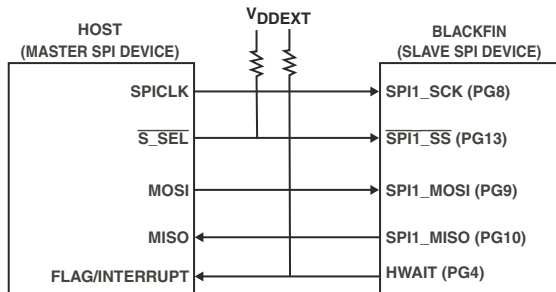 V DDEXT
HOST
(MASTER SPI DEVICE)
BLACKFIN
(SLAVE SPI DEVICE)
SPICLK
SPI1_SCK (PG8)
S_SEL
SPI1_SS (PG13)
MOSI
SPI1_MOSI (PG9)
MISO
SPI1_MISO (PG10)
FLAG/INTERRUPT
HWAIT (PG4)